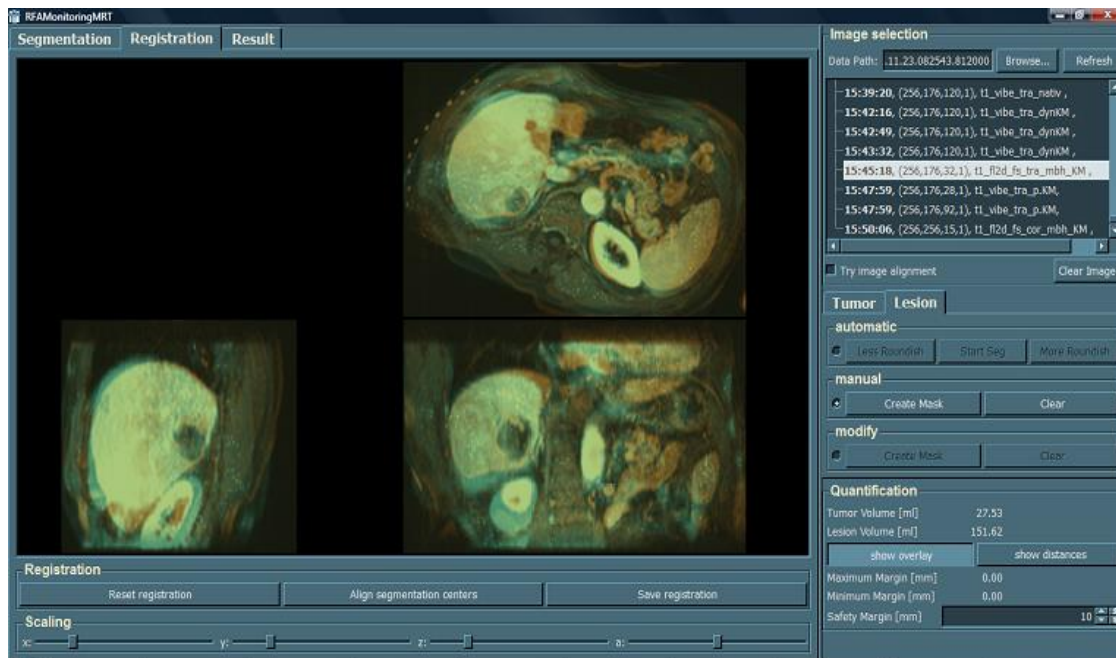 RFAMonitoringMRT
Segmentation Registration Result
Image selection
Data Path: .11.23.082543.812000 Browse... Refresh
15:39:20, (256,176,120,1), t1_vibe_tra_nativ ,
15:42:16, (256,176,120,1), t1_vibe_tra_dynKM ,
15:42:49, (256,176,120,1), t1_vibe_tra_dynKM ,
15:43:32, (256,176,120,1), t1_vibe_tra_dynKM ,
15:45:18, (256,176,32,1), t1_fl2d_fs_tra_mbh_KM ,
15:47:59, (256,176,28,1), t1_vibe_tra_p.KM,
15:47:59, (256,176,92,1), t1_vibe_tra_p.KM,
15:50:06, (256,256,15,1), t1_fl2d_fs_cor_mbh_KM ,
Try image alignment Clear Image
Tumor Lesion
automatic
Less Roundish Start Seg More Roundish
manual
Create Mask Clear
modify
Create Mask Clear
Quantification
Tumor Volume [ml] 27.53
Lesion Volume [ml] 151.62
show overlay show distances
Maximum Margin [mm] 0.00
Minimum Margin [mm] 0.00
Safety Margin [mm] 10
Registration
Reset registration Align segmentation centers Save registration
Scaling
x: y: z: a: